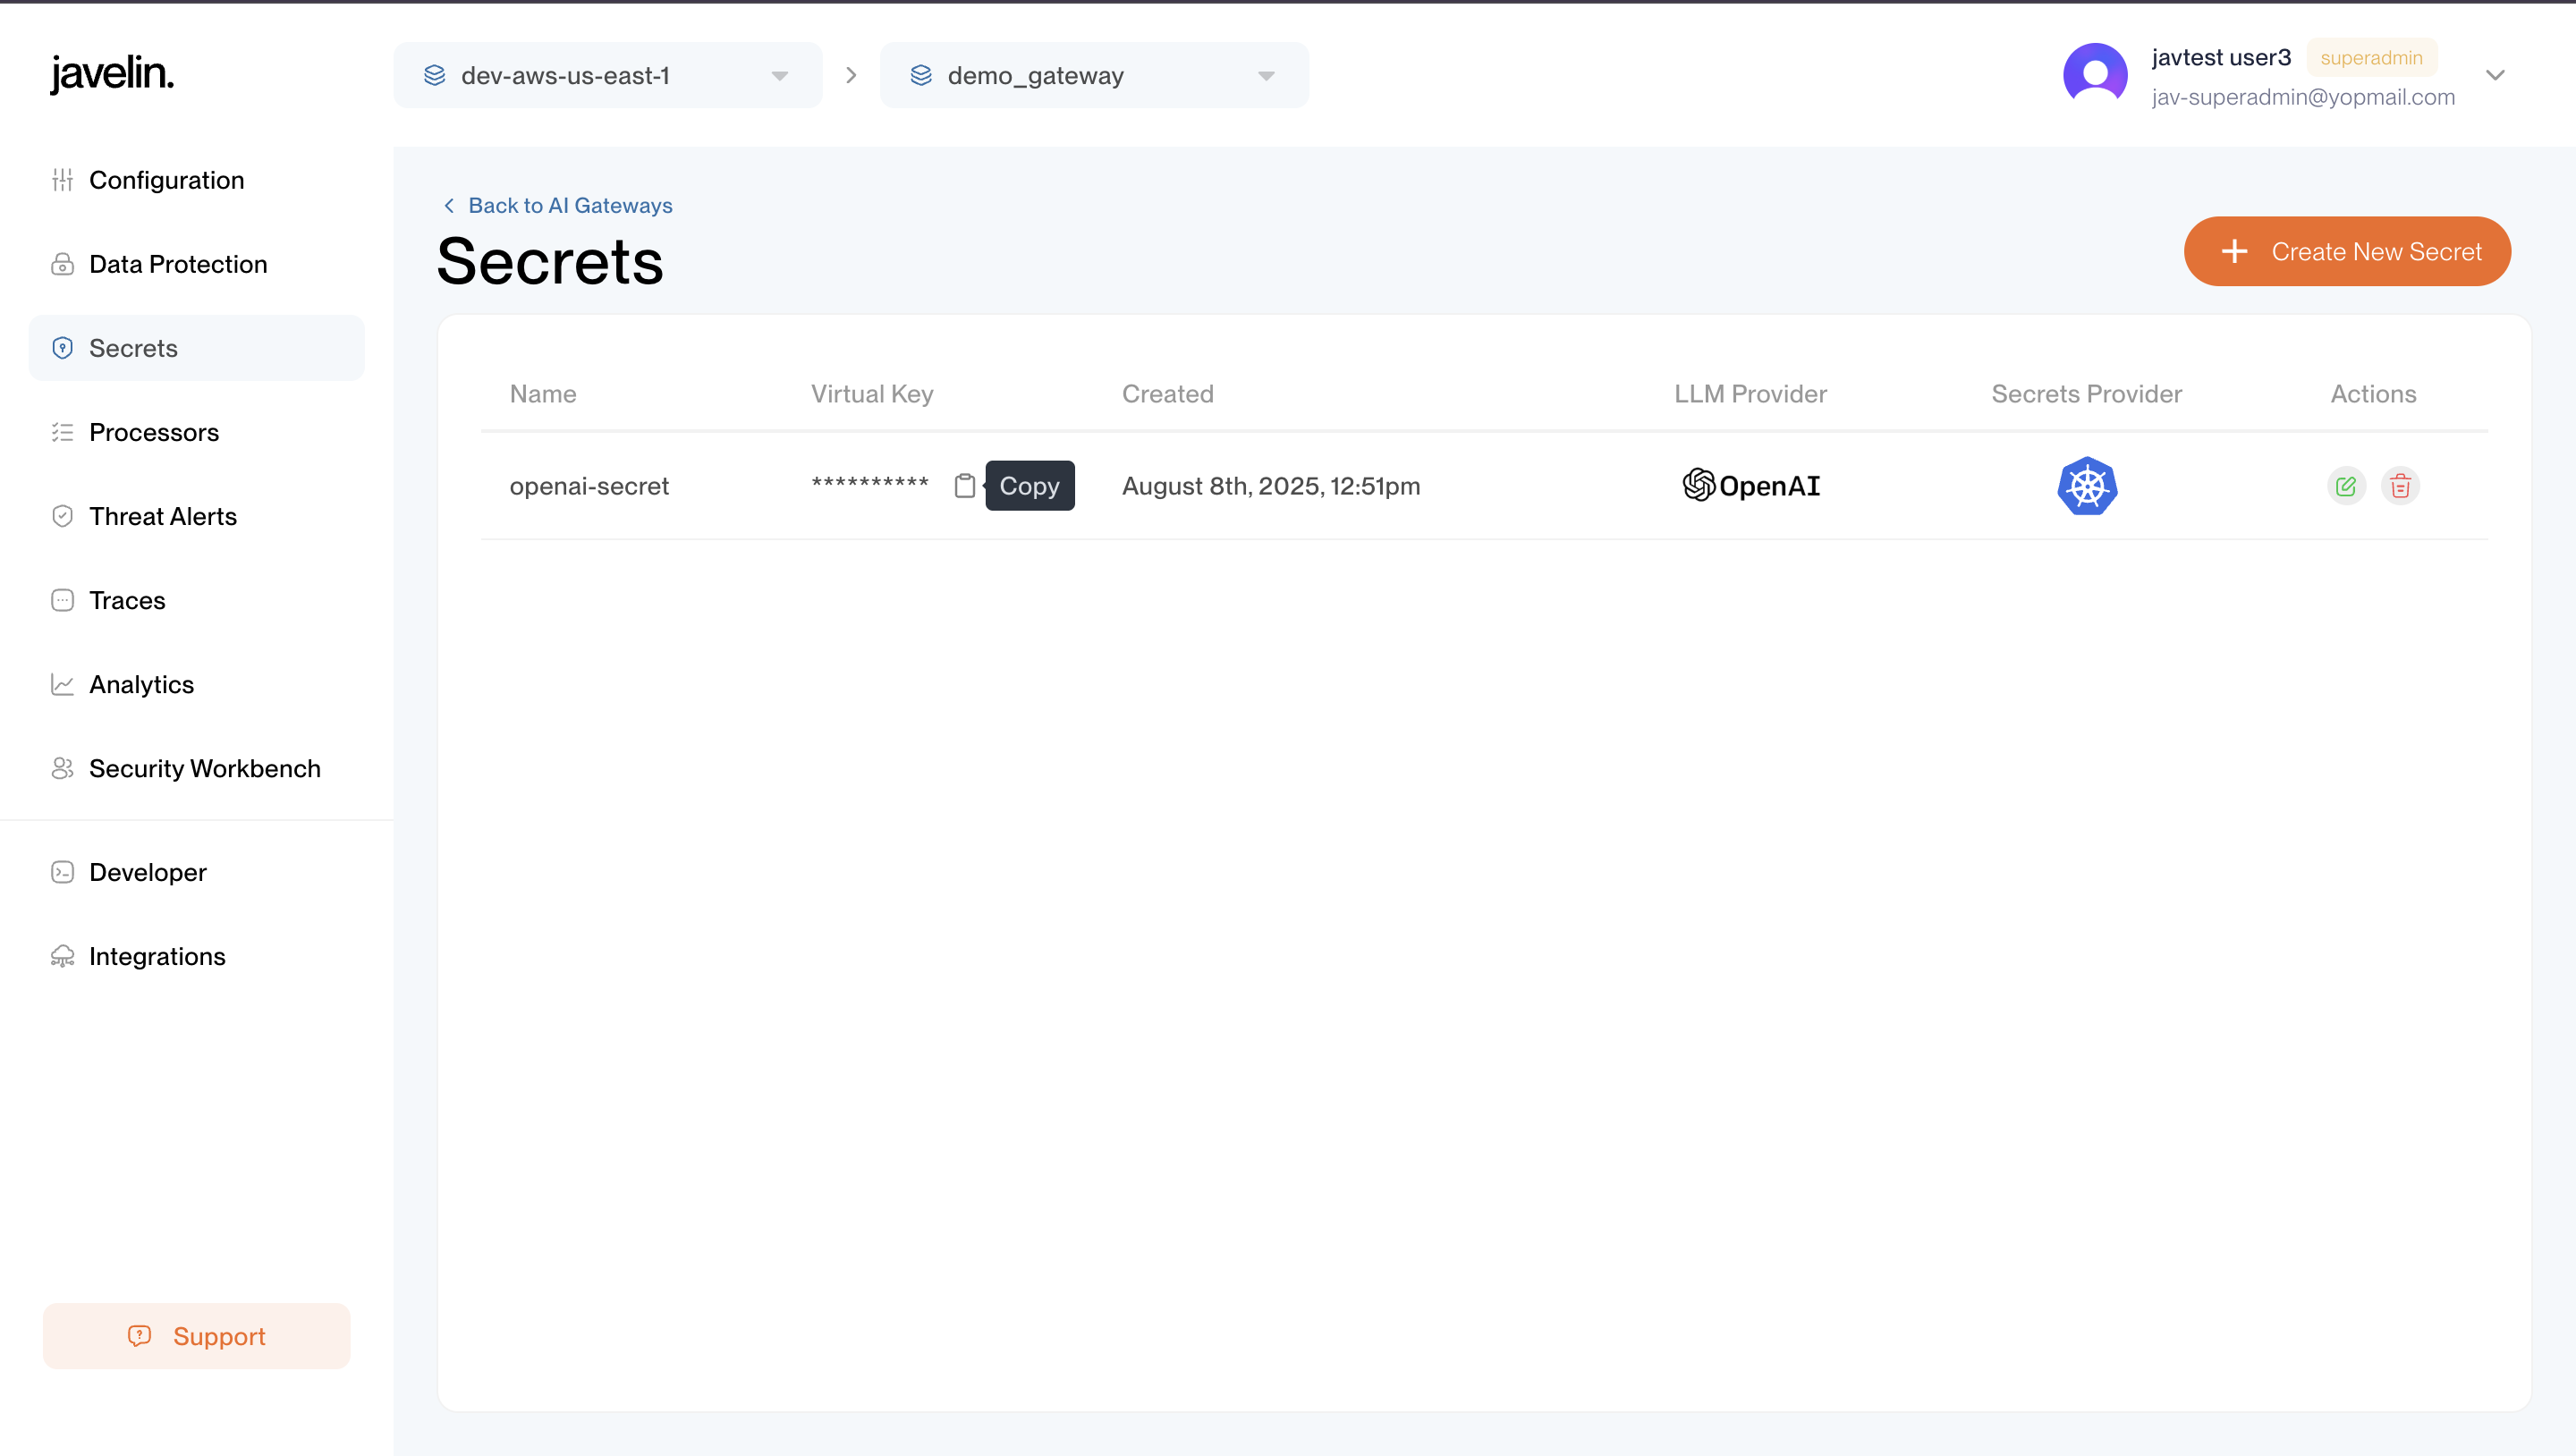 javelin.
dev-aws-us-east-1
demo_gateway
javtest user3
superadmin
jav-superadmin@yopmail.com
Configuration
Data Protection
Secrets
Processors
Threat Alerts
Traces
Analytics
Security Workbench
Developer
Integrations
Support
Back to AI Gateways
Secrets
Create New Secret
Name Virtual Key Created LLM Provider Secrets Provider Actions
openai-secret ********** Copy August 8th, 2025, 12:51pm OpenAI